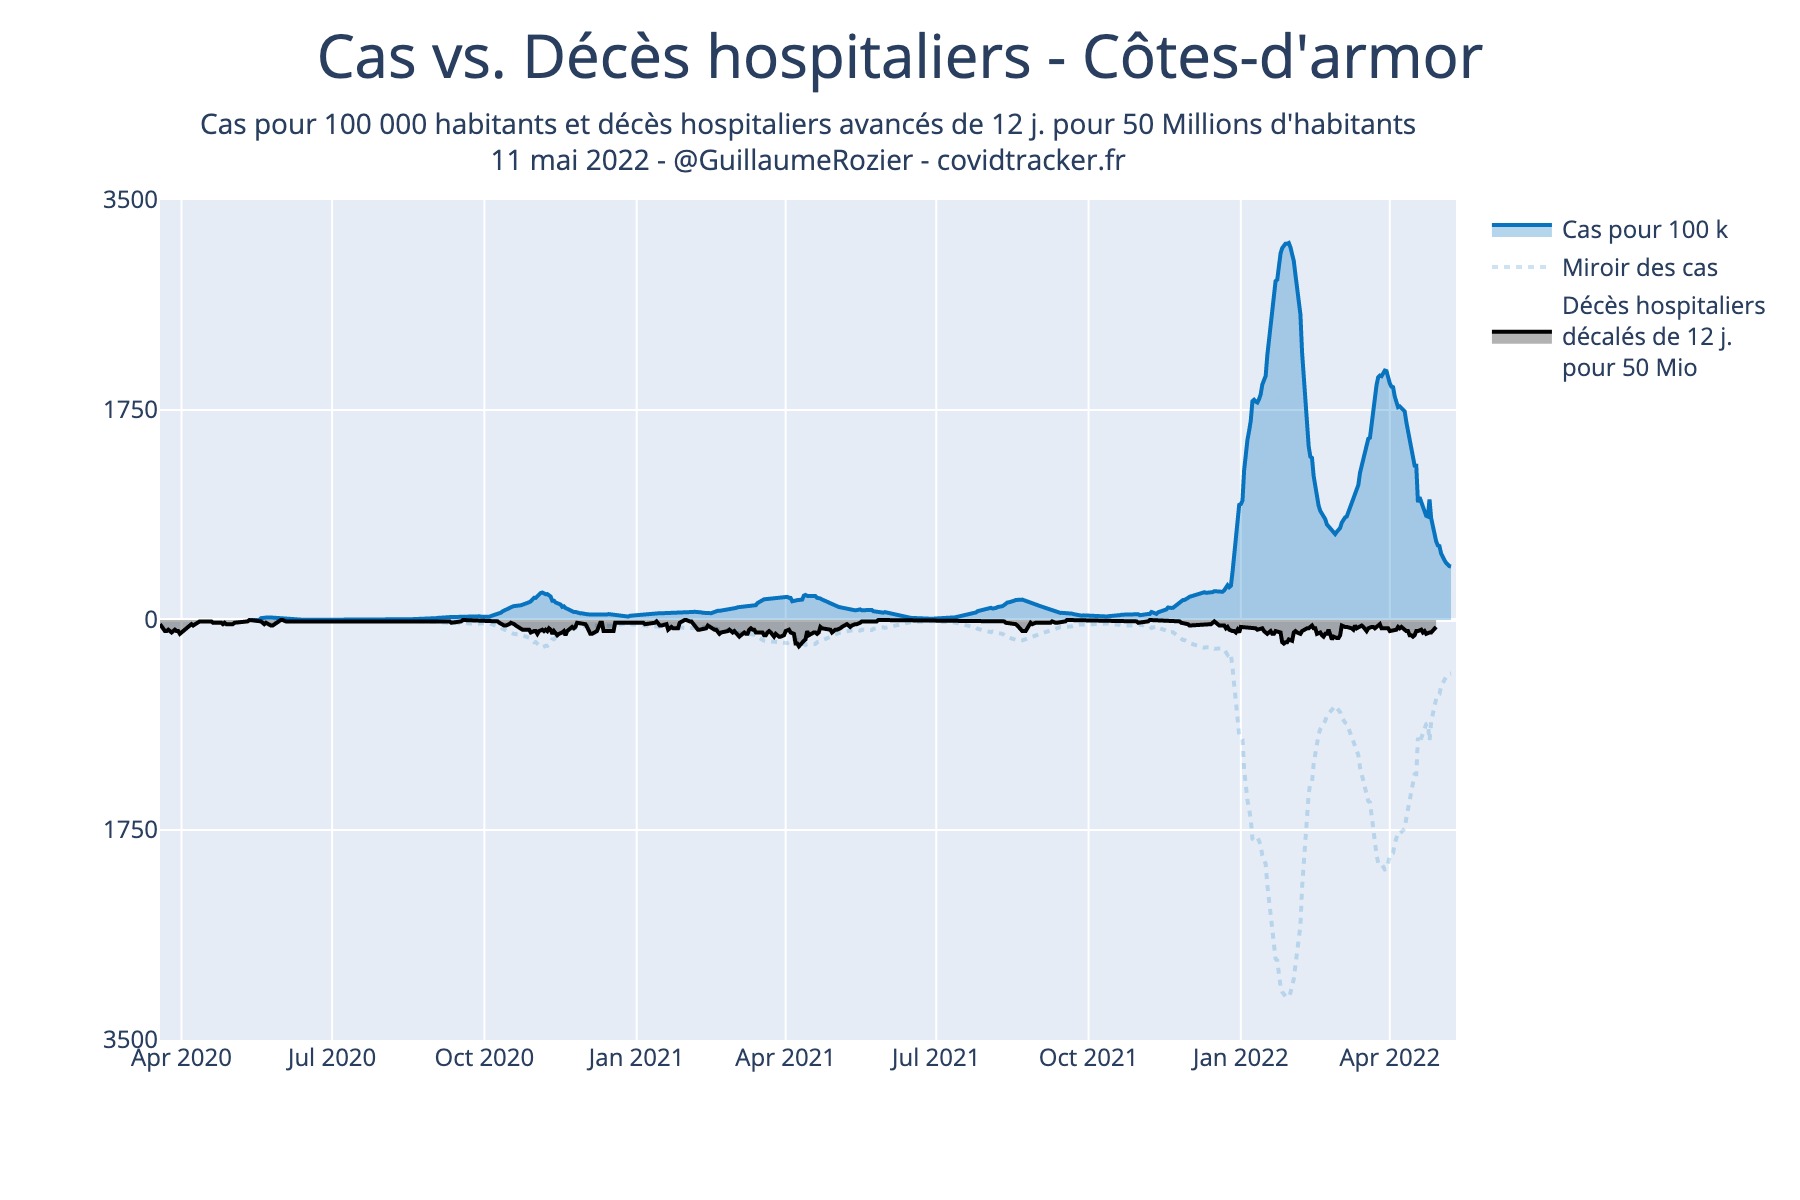 Cas vs. Décès hospitaliers - Côtes-d'armor
Cas pour 100 000 habitants et décès hospitaliers avancés de 12 j. pour 50 Millions d'habitants
11 mai 2022 - @GuillaumeRozier - covidtracker.fr
3500
1750
0
1750
3500
Apr 2020
Jul 2020
Oct 2020
Jan 2021
Apr 2021
Jul 2021
Oct 2021
Jan 2022
Apr 2022
Cas pour 100 k
Miroir des cas
Décès hospitaliers
décalés de 12 j.
pour 50 Mio